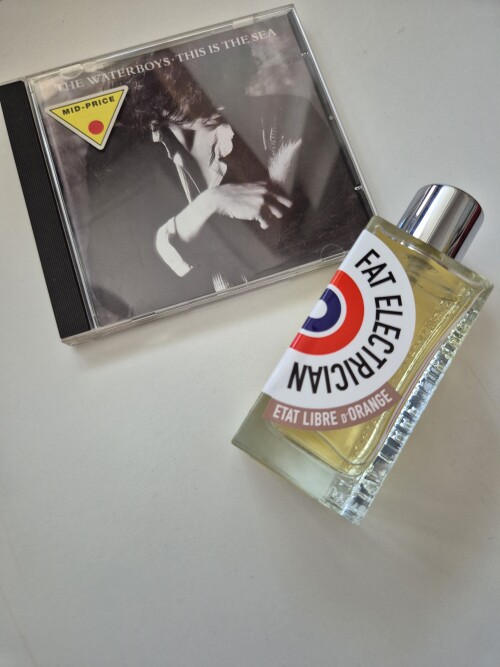 THE WATERBOYS · THIS IS THE SEA
MID-PRICE
FAT ELECTRICIAN
ETAT LIBRE D'ORANGE